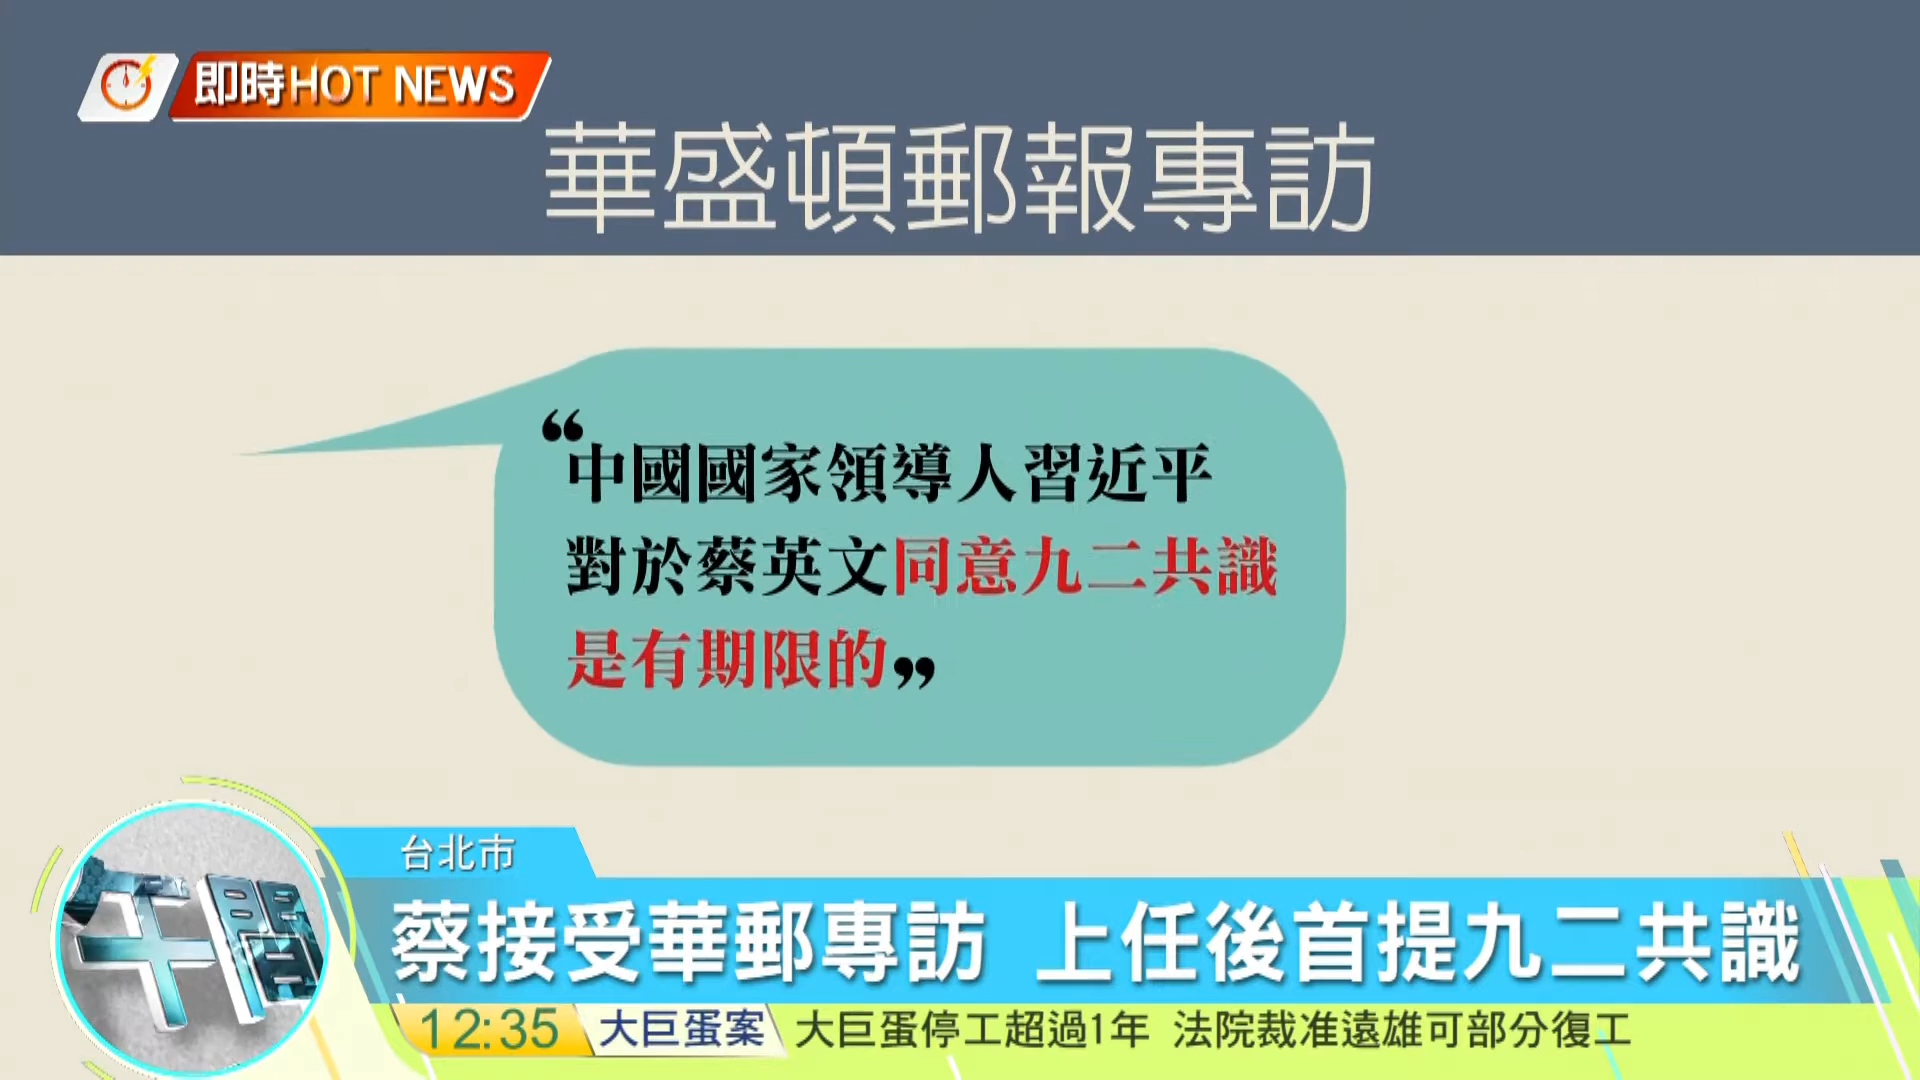 即時HOT NEWS
華盛頓郵報專訪
“中國國家領導人習近平
對於蔡英文同意九二共識
是有期限的”
台北市
午間
蔡接受華郵專訪 上任後首提九二共識
12:35 大巨蛋案 大巨蛋停工超過1年 法院裁准遠雄可部分復工